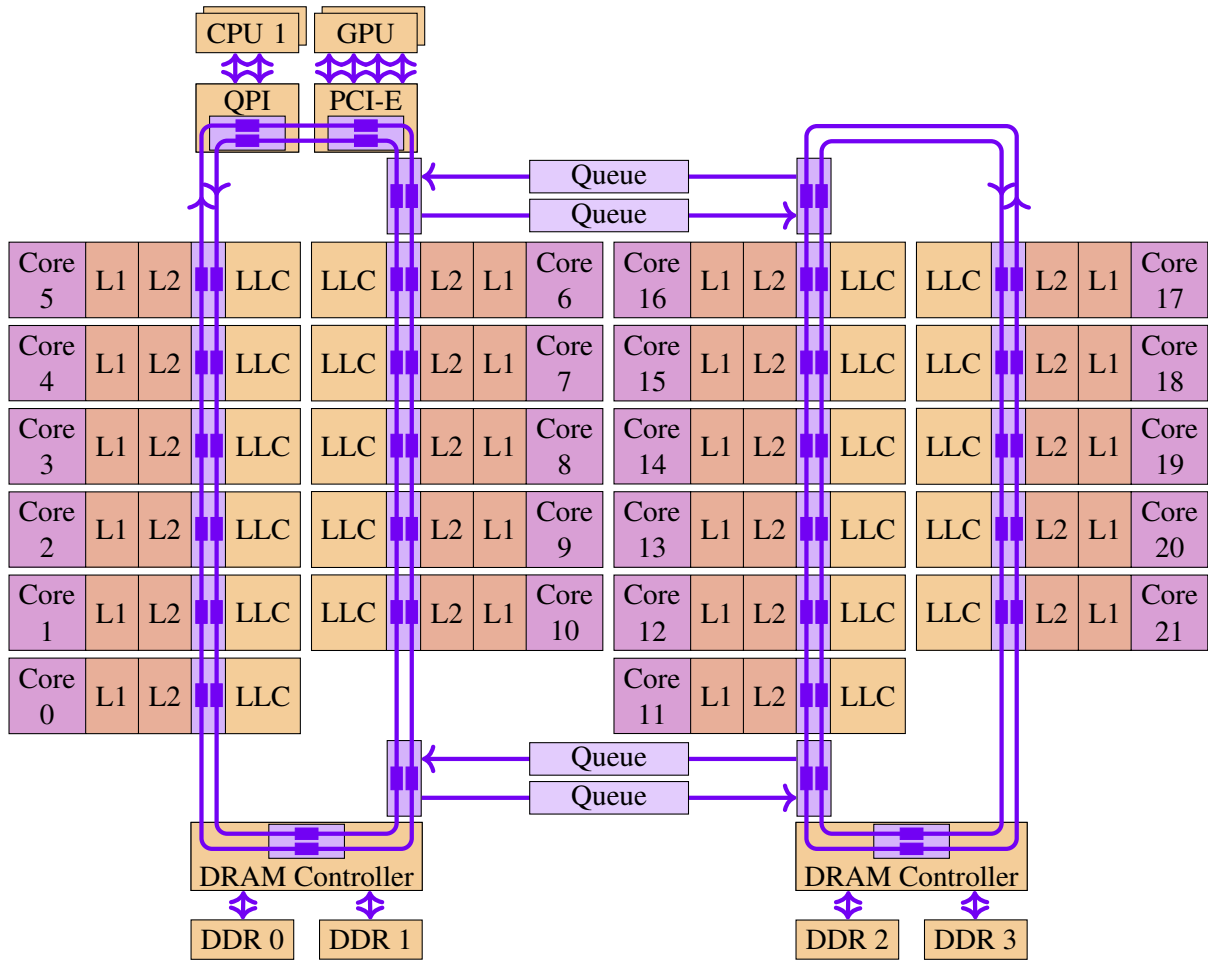 CPU 1 GPU
QPI PCI-E
Queue
Queue
Core 5 L1 L2 LLC LLC L2 L1 Core 6 Core 16 L1 L2 LLC LLC L2 L1 Core 17
Core 4 L1 L2 LLC LLC L2 L1 Core 7 Core 15 L1 L2 LLC LLC L2 L1 Core 18
Core 3 L1 L2 LLC LLC L2 L1 Core 8 Core 14 L1 L2 LLC LLC L2 L1 Core 19
Core 2 L1 L2 LLC LLC L2 L1 Core 9 Core 13 L1 L2 LLC LLC L2 L1 Core 20
Core 1 L1 L2 LLC LLC L2 L1 Core 10 Core 12 L1 L2 LLC LLC L2 L1 Core 21
Core 0 L1 L2 LLC Core 11 L1 L2 LLC
Queue
Queue
DRAM Controller DRAM Controller
DDR 0 DDR 1 DDR 2 DDR 3